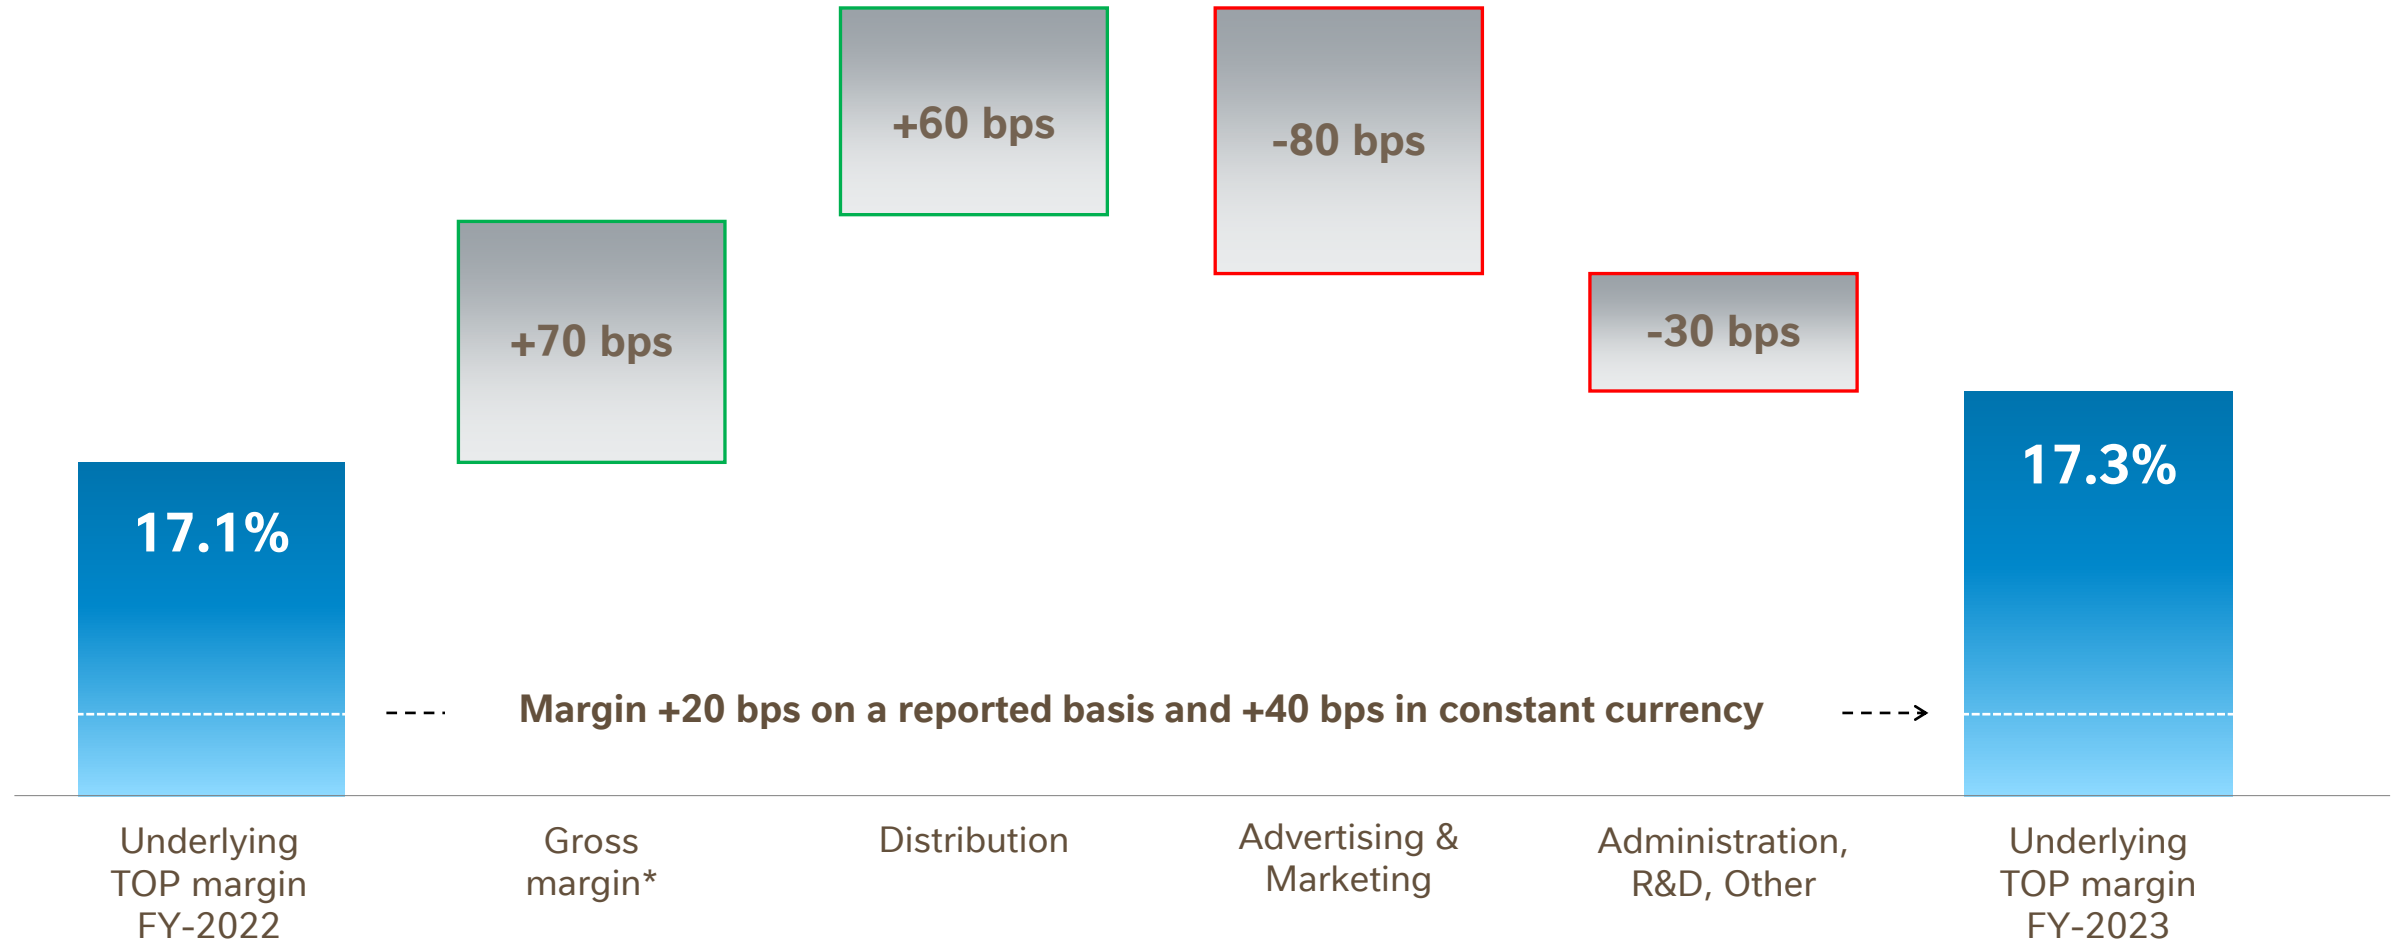 +60 bps
-80 bps
+70 bps
-30 bps
17.1%
17.3%
Margin +20 bps on a reported basis and +40 bps in constant currency
Underlying
TOP margin
FY-2022
Gross
margin*
Distribution
Advertising &
Marketing
Administration,
R&D, Other
Underlying
TOP margin
FY-2023